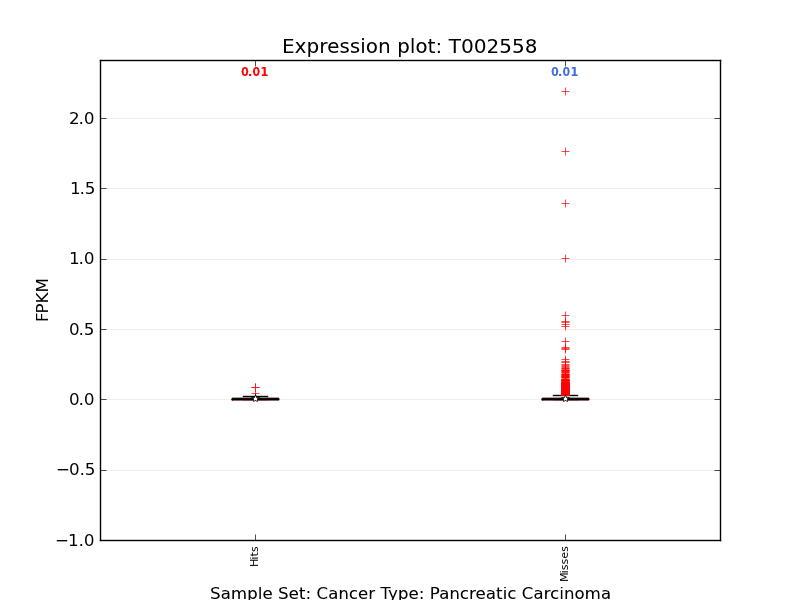 Expression plot: T002558
0.01
0.01
2.0
1.5
1.0
0.5
0.0
−0.5
−1.0
FPKM
Hits
Misses
Sample Set: Cancer Type: Pancreatic Carcinoma